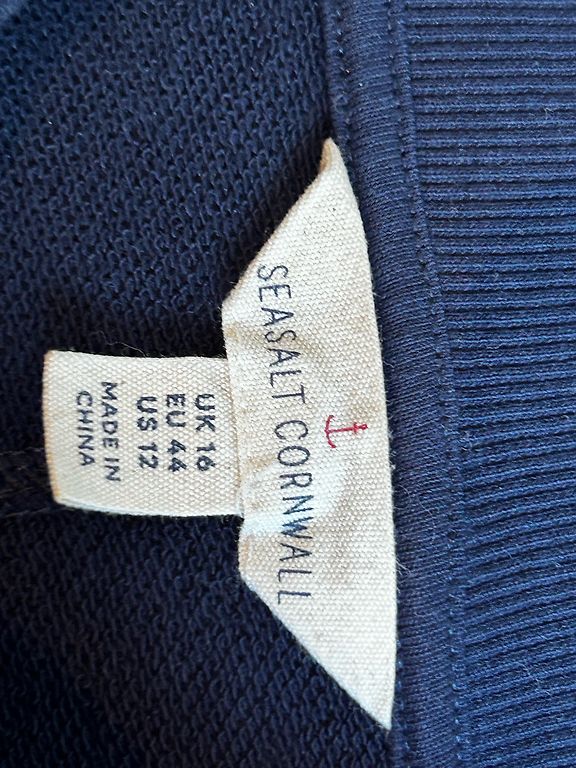 SEASALT CORNWALL
UK 16
EU 44
US 12
MADE IN
CHINA